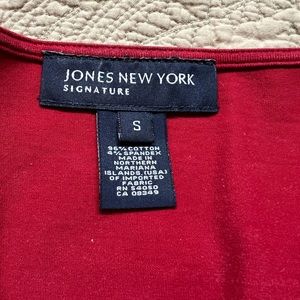 JONES NEW YORK
SIGNATURE
S
96% COTTON
4% SPANDEX
MADE IN
NORTHERN
MARIANA
ISLANDS, (USA)
OF IMPORTED
FABRIC
RN 54050
CA 08349